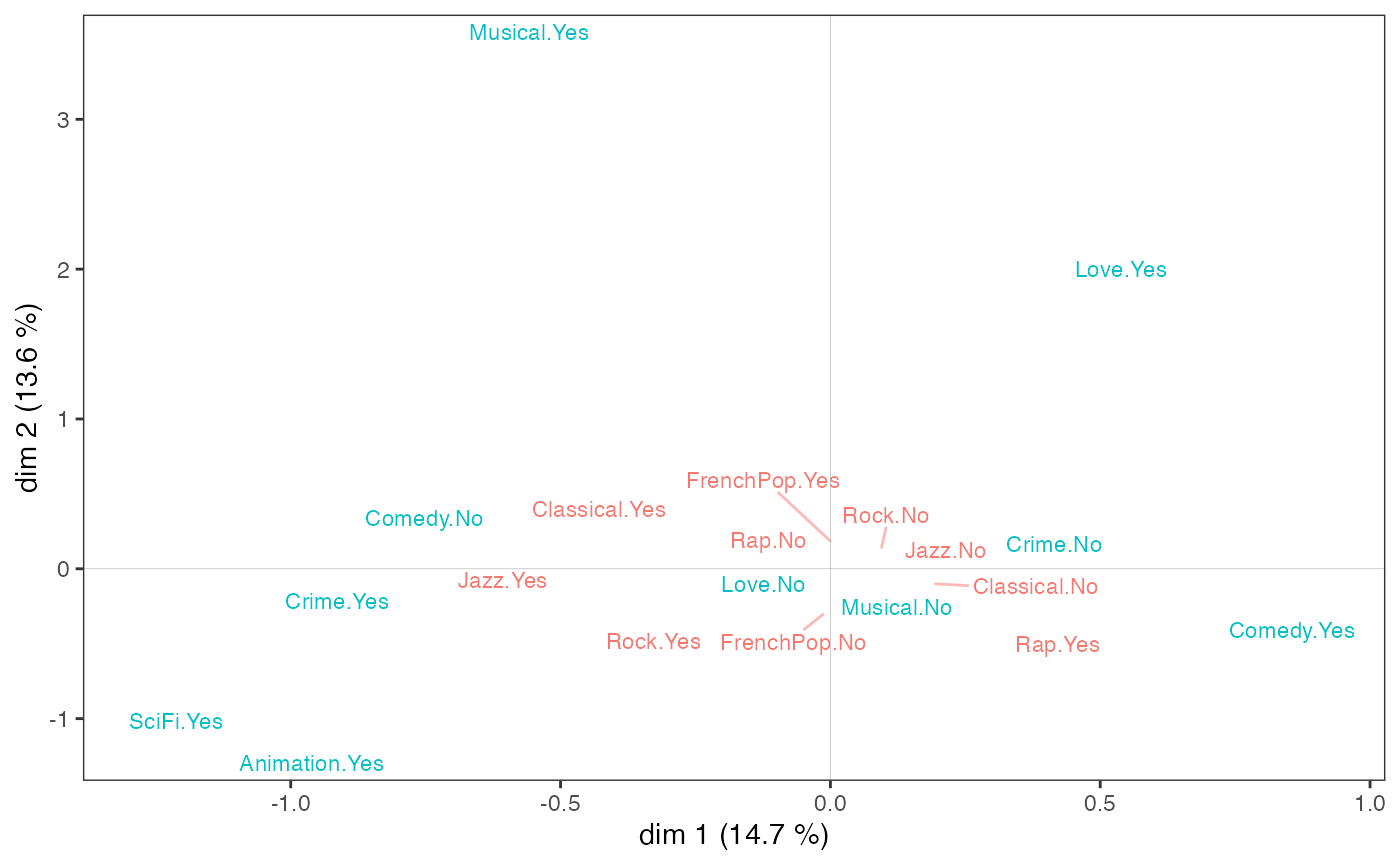 Musical.Yes
3
Love.Yes
2
dim 2 (13.6 %)
1
FrenchPop.Yes
Classical.Yes
Rock.No
Comedy.No
Rap.No
Crime.No
Jazz.No
0
Jazz.Yes
Love.No
Classical.No
Crime.Yes
Musical.No
Comedy.Yes
Rock.Yes
FrenchPop.No
Rap.Yes
-1
SciFi.Yes
Animation.Yes
-1.0
-0.5
0.0
0.5
1.0
dim 1 (14.7 %)